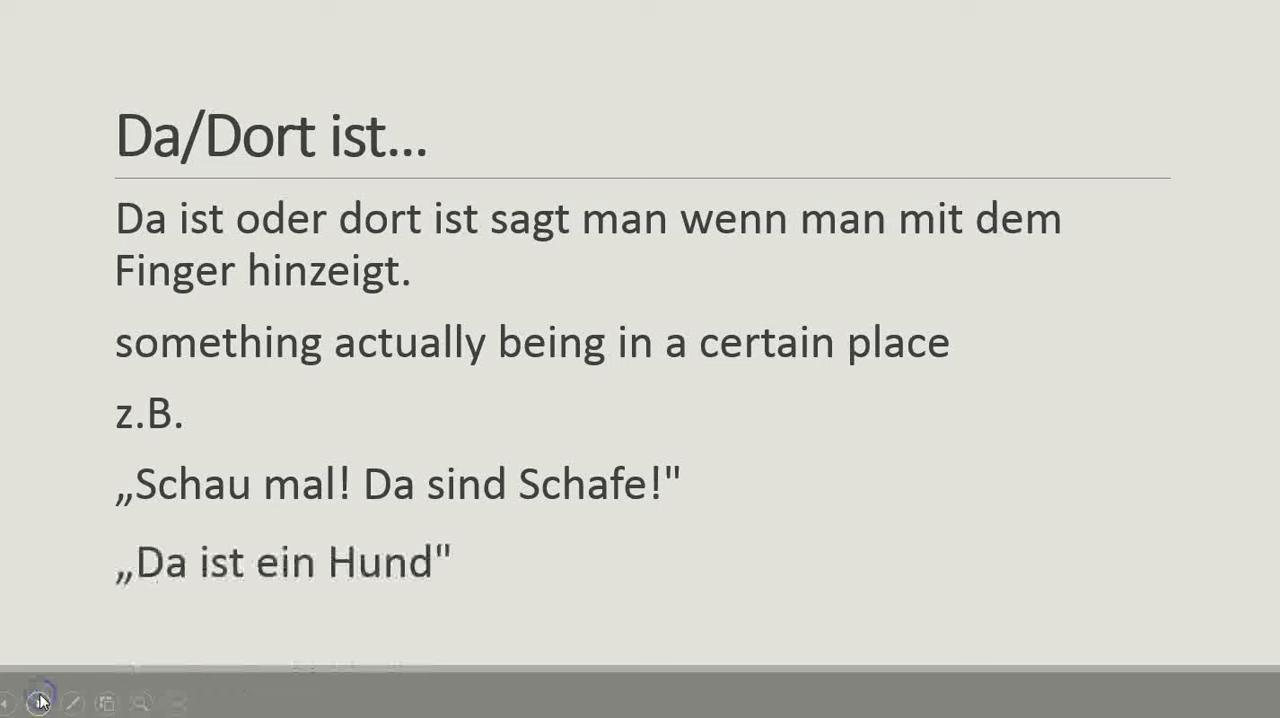 Da/Dort ist...
Da ist oder dort ist sagt man wenn man mit dem
Finger hinzeigt.
something actually being in a certain place
z.B.
„Schau mal! Da sind Schafe!"
„Da ist ein Hund"